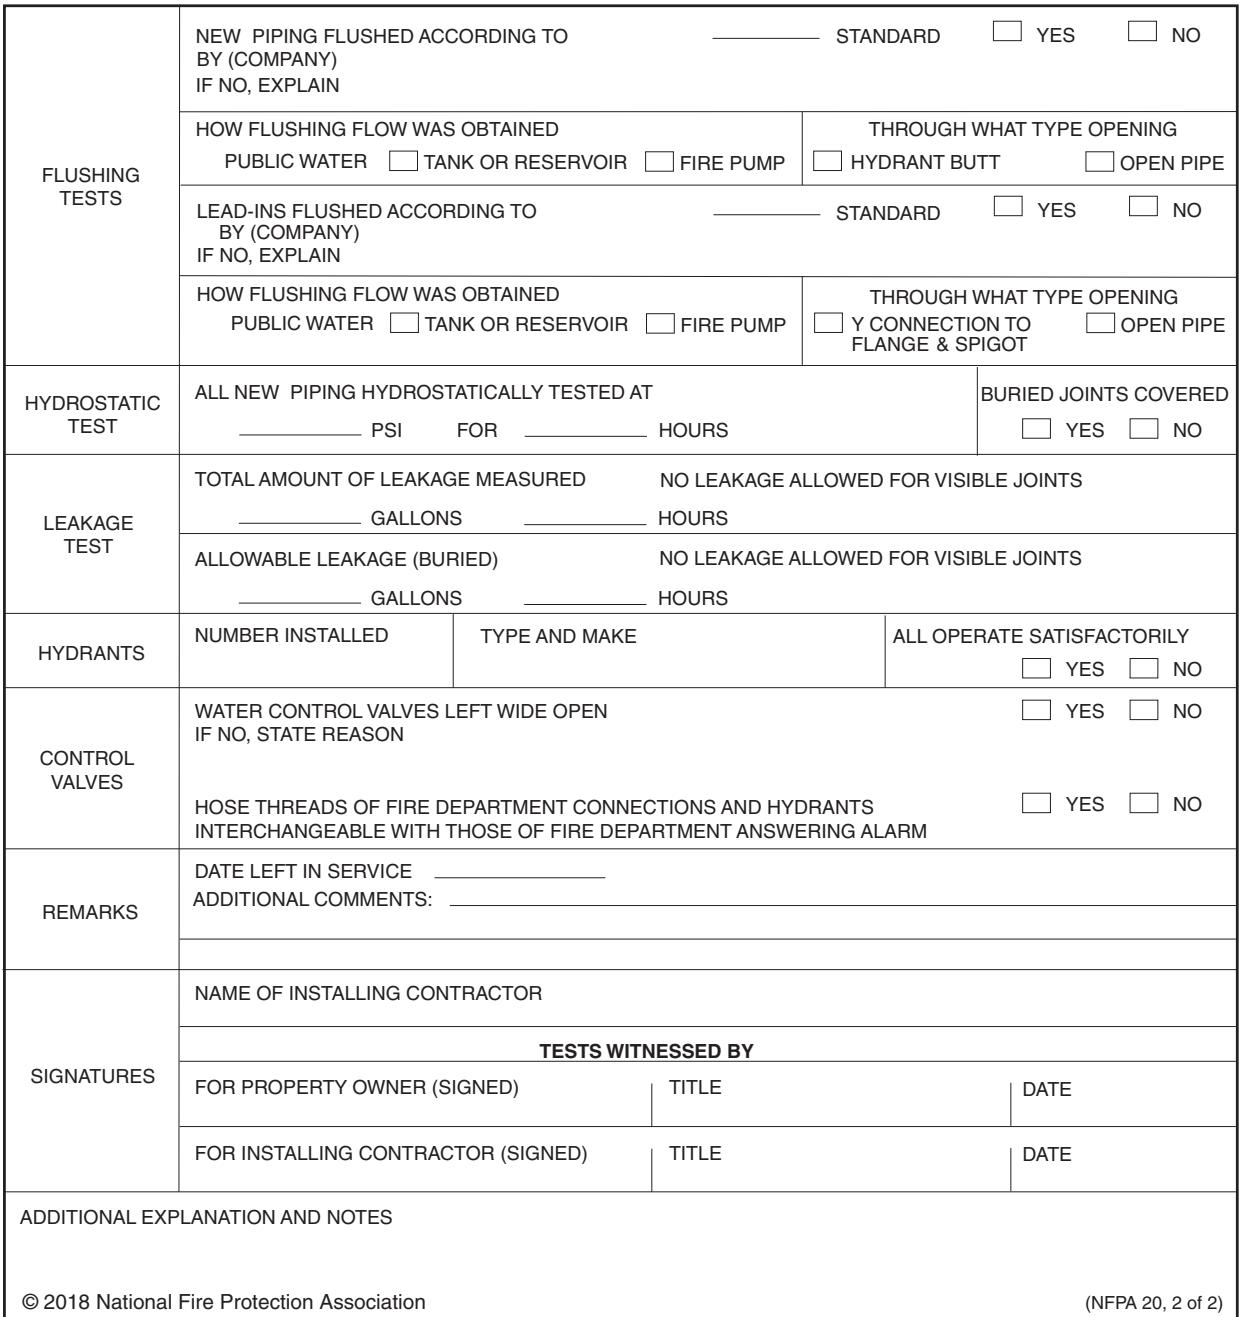 NEW PIPING FLUSHED ACCORDING TO STANDARD YES NO
BY (COMPANY)
IF NO, EXPLAIN
FLUSHING
TESTS
HOW FLUSHING FLOW WAS OBTAINED
PUBLIC WATER TANK OR RESERVOIR FIRE PUMP
THROUGH WHAT TYPE OPENING
HYDRANT BUTT OPEN PIPE
LEAD-INS FLUSHED ACCORDING TO STANDARD YES NO
BY (COMPANY)
IF NO, EXPLAIN
HOW FLUSHING FLOW WAS OBTAINED
PUBLIC WATER TANK OR RESERVOIR FIRE PUMP
THROUGH WHAT TYPE OPENING
Y CONNECTION TO OPEN PIPE
FLANGE & SPIGOT
HYDROSTATIC
TEST
ALL NEW PIPING HYDROSTATICALLY TESTED AT
PSI FOR HOURS
BURIED JOINTS COVERED
YES NO
LEAKAGE
TEST
TOTAL AMOUNT OF LEAKAGE MEASURED NO LEAKAGE ALLOWED FOR VISIBLE JOINTS
GALLONS HOURS
ALLOWABLE LEAKAGE (BURIED) NO LEAKAGE ALLOWED FOR VISIBLE JOINTS
GALLONS HOURS
HYDRANTS
NUMBER INSTALLED
TYPE AND MAKE
ALL OPERATE SATISFACTORILY
YES NO
CONTROL
VALVES
WATER CONTROL VALVES LEFT WIDE OPEN YES NO
IF NO, STATE REASON
HOSE THREADS OF FIRE DEPARTMENT CONNECTIONS AND HYDRANTS YES NO
INTERCHANGEABLE WITH THOSE OF FIRE DEPARTMENT ANSWERING ALARM
REMARKS
DATE LEFT IN SERVICE
ADDITIONAL COMMENTS:
SIGNATURES
NAME OF INSTALLING CONTRACTOR
TESTS WITNESSED BY
FOR PROPERTY OWNER (SIGNED) TITLE DATE
FOR INSTALLING CONTRACTOR (SIGNED) TITLE DATE
ADDITIONAL EXPLANATION AND NOTES
© 2018 National Fire Protection Association (NFPA 20, 2 of 2)